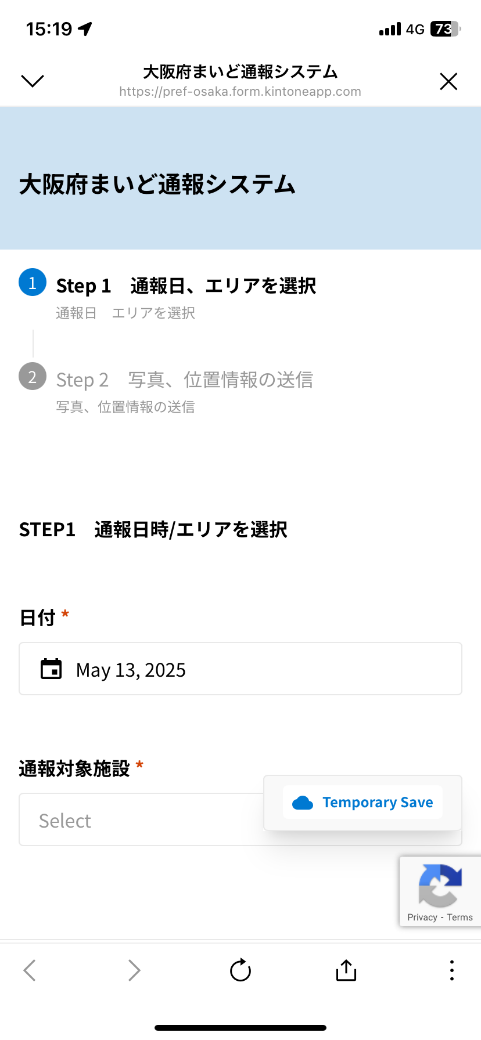 15:19
4G
73
大阪府まいど通報システム
https://pref-osaka.form.kintoneapp.com
大阪府まいど通報システム
1
Step 1　通報日、エリアを選択
通報日　エリアを選択
2
Step 2　写真、位置情報の送信
写真、位置情報の送信
STEP1　通報日時/エリアを選択
日付 *
May 13, 2025
通報対象施設 *
Select
Temporary Save
Privacy - Terms